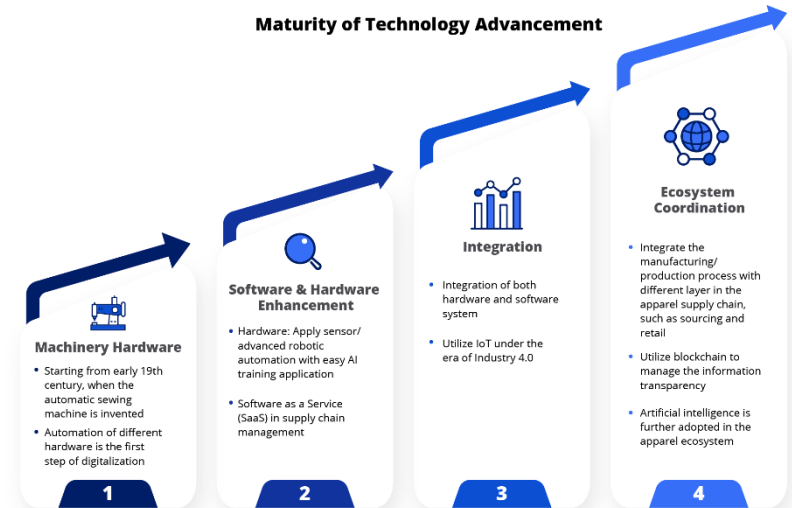 Maturity of Technology Advancement
Machinery Hardware
• Starting from early 19th
century, when the
automatic sewing
machine is invented
• Automation of different
hardware is the first
step of digitalization
1
Software & Hardware
Enhancement
• Hardware: Apply sensor/
advanced robotic
automation with easy AI
training application
• Software as a Service
(SaaS) in supply chain
management
2
Integration
• Integration of both
hardware and software
system
• Utilize IoT under the
era of Industry 4.0
3
Ecosystem
Coordination
• Integrate the
manufacturing/
production process with
different layer in the
apparel supply chain,
such as sourcing and
retail
• Utilize blockchain to
manage the information
transparency
• Artificial intelligence is
further adopted in the
apparel ecosystem
4